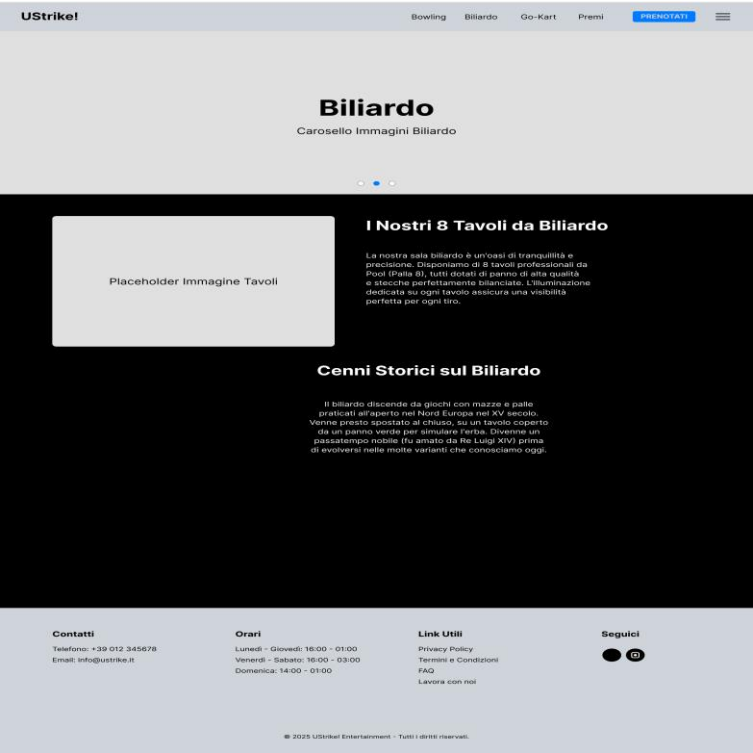 UStrike!
Bowling Biliardo Go-Kart Premi PRENOTATI
Biliardo
Carosello Immagini Biliardo
Placeholder Immagine Tavoli
I Nostri 8 Tavoli da Biliardo
La nostra sala biliardo è un'oasi di tranquillità e
precisione. Disponiamo di 8 tavoli professionali da
Pool (Palla 8), tutti dotati di panno di alta qualità
e stecche perfettamente bilanciate. L'illuminazione
dedicata su ogni tavolo assicura una visibilità
perfetta per ogni tiro.
Cenni Storici sul Biliardo
Il biliardo discende da giochi con mazze e palle
praticati all'aperto nel Nord Europa nel XV secolo.
Venne presto spostato al chiuso, su un tavolo coperto
da un panno verde per simulare l'erba. Divenne un
passatempo nobile (fu amato da Re Luigi XIV) prima
di evolversi nelle molte varianti che conosciamo oggi.
Contatti
Telefono: +39 012 345678
Email: info@ustrike.it
Orari
Lunedì - Giovedì: 16:00 - 01:00
Venerdì - Sabato: 16:00 - 03:00
Domenica: 14:00 - 01:00
Link Utili
Privacy Policy
Termini e Condizioni
FAQ
Lavora con noi
Seguici
© 2025 UStrike! Entertainment - Tutti i diritti riservati.